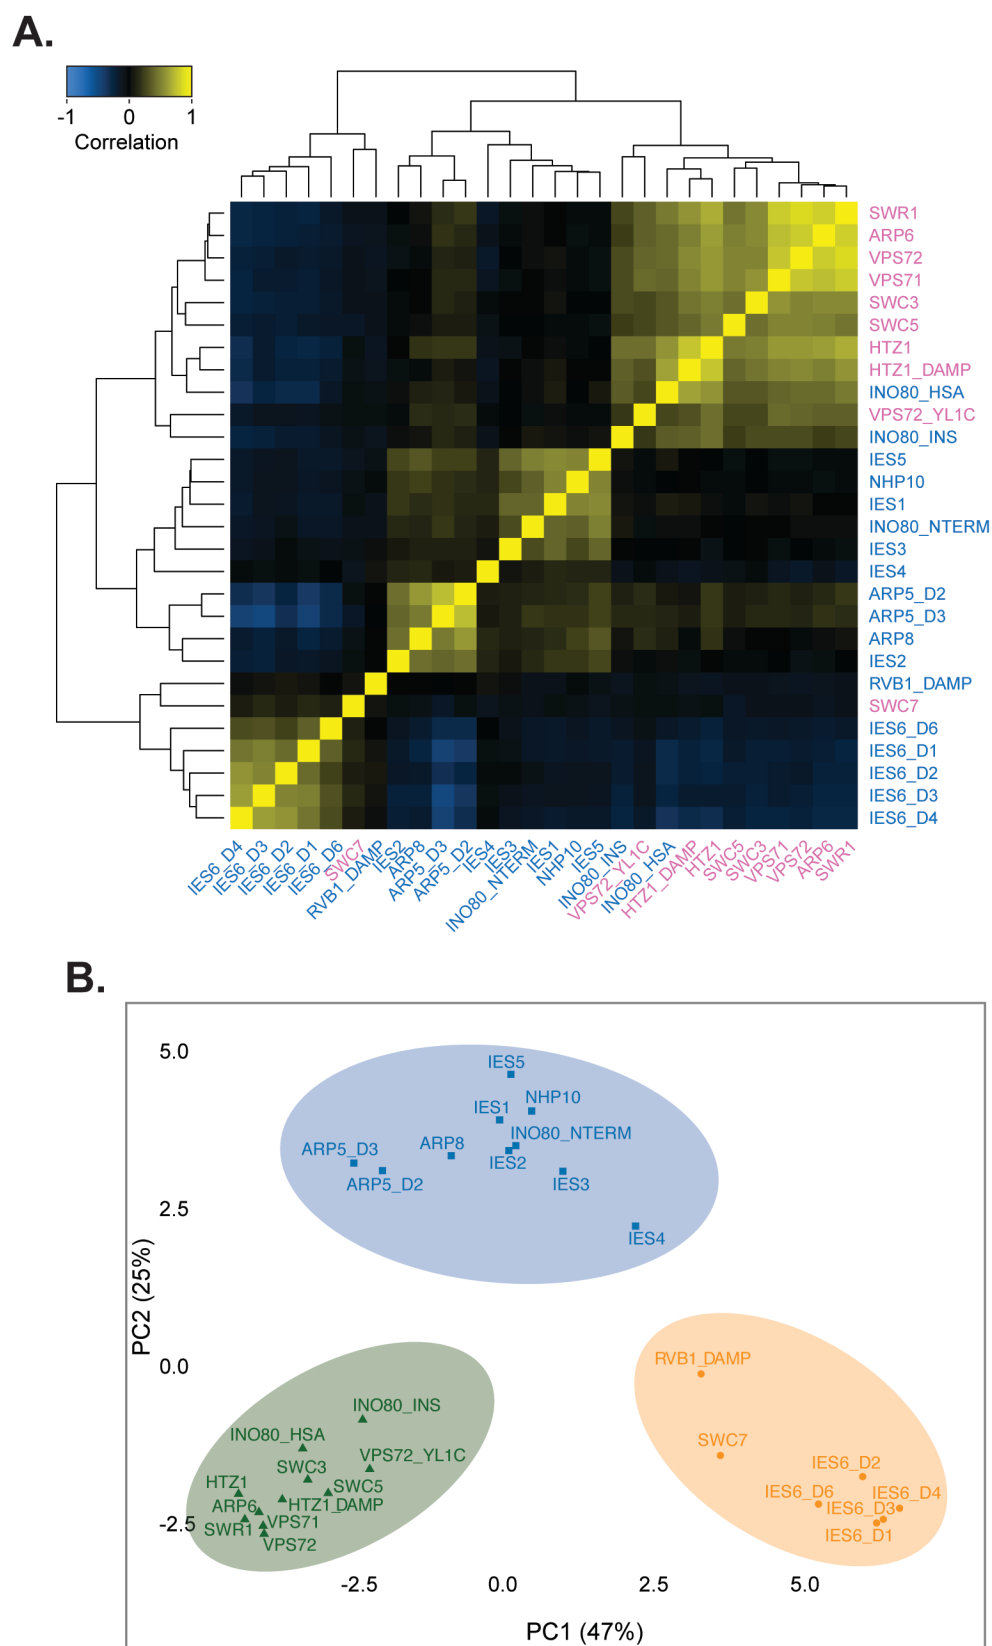 A.
-1 0 1
Correlation
SWR1
ARP6
VPS72
VPS71
SWC3
SWC5
HTZ1
HTZ1_DAMP
INO80_HSA
VPS72_YL1C
INO80_INS
IES5
NHP10
IES1
INO80_NTERM
IES3
IES4
ARP5_D2
ARP5_D3
ARP8
IES2
RVB1_DAMP
SWC7
IES6_D6
IES6_D1
IES6_D2
IES6_D3
IES6_D4
IES6_D4
IES6_D3
IES6_D2
IES6_D1
IES6_D6
SWC7
RVB1_DAMP
IES2
ARP8
ARP5_D3
ARP5_D2
IES4
IES3
INO80_NTERM
IES1
NHP10
IES5
INO80_INS
VPS72_YL1C
INO80_HSA
HTZ1_DAMP
HTZ1
SWC5
SWC3
VPS71
VPS72
ARP6
SWR1
B.
5.0
2.5
0.0
-2.5
PC2 (25%)
IES5
NHP10
IES1
INO80_NTERM
ARP8
IES2
ARP5_D3
ARP5_D2
IES3
IES4
RVB1_DAMP
SWC7
IES6_D2
IES6_D6
IES6_D4
IES6_D3
IES6_D1
INO80_INS
INO80_HSA
VPS72_YL1C
SWC3
HTZ1
SWC5
ARP6
HTZ1_DAMP
SWR1
VPS71
VPS72
-2.5 0.0 2.5 5.0
PC1 (47%)